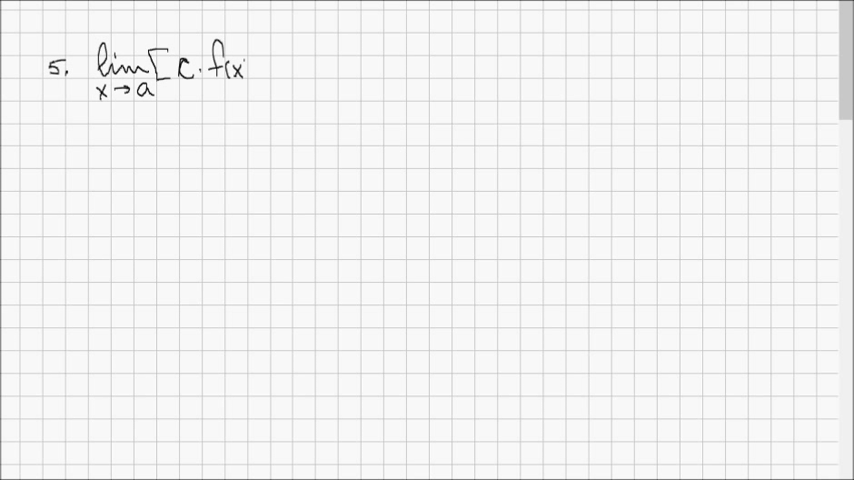 5. lim [ c · f(x
x → a